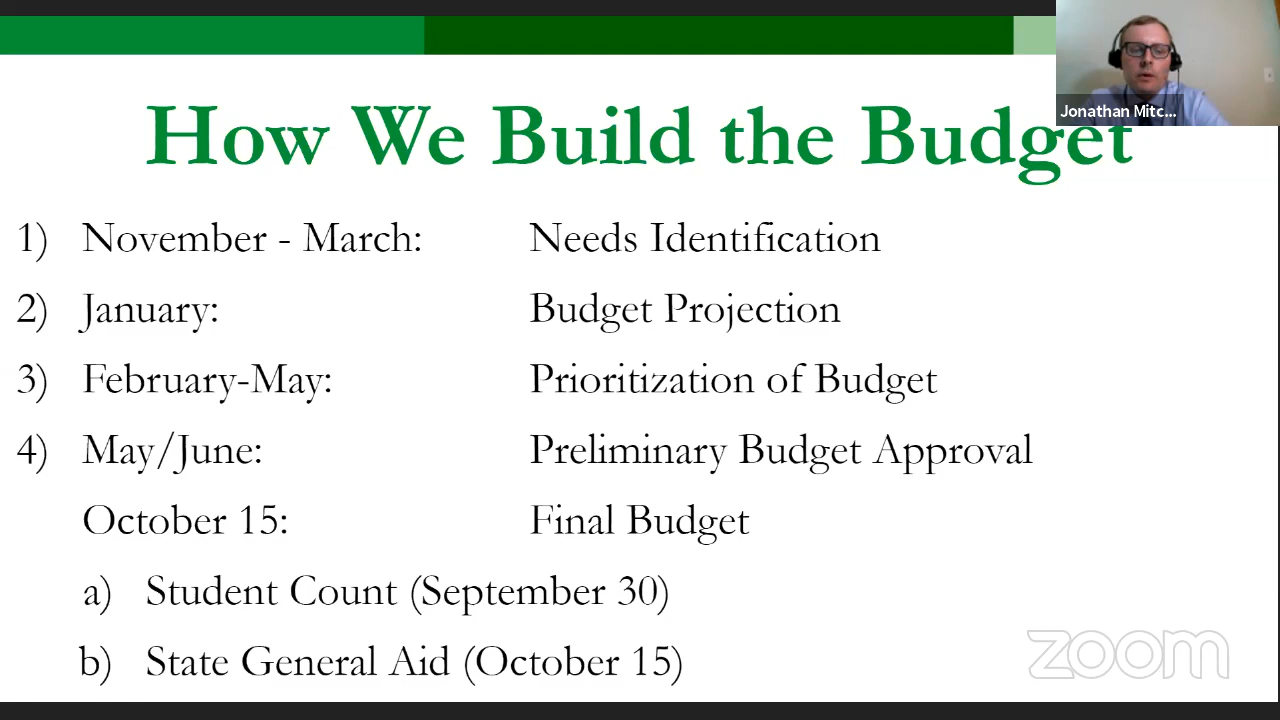 Jonathan Mitc...
How We Build the Budget
1) November - March: Needs Identification
2) January: Budget Projection
3) February-May: Prioritization of Budget
4) May/June: Preliminary Budget Approval
October 15: Final Budget
a) Student Count (September 30)
b) State General Aid (October 15)
zoom